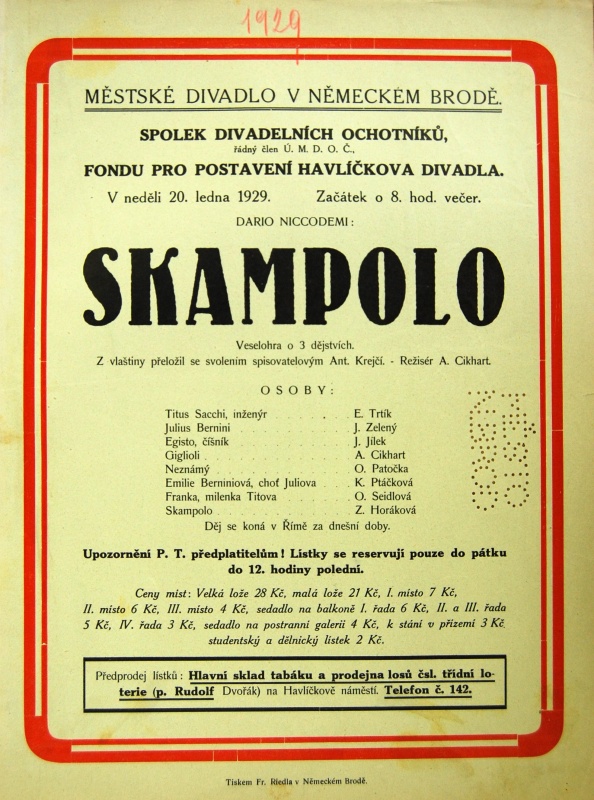 1929
MĚSTSKÉ DIVADLO V NĚMECKÉM BRODĚ.
SPOLEK DIVADELNÍCH OCHOTNÍKŮ,
řádný člen Ú. M. D. O. Č.,
FONDU PRO POSTAVENÍ HAVLÍČKOVA DIVADLA.
V neděli 20. ledna 1929. Začátek o 8. hod. večer.
DARIO NICCODEMI:
SKAMPOLO
Veselohra o 3 dějstvích.
Z vlaštiny přeložil se svolením spisovatelovým Ant. Krejčí. - Režisér A. Cikhart.
OSOBY:
Titus Sacchi, inženýr . . . . . E. Trtík
Julius Bernini . . . . . J. Zelený
Egisto, číšník . . . . . J. Jílek
Giglioli . . . . . A. Cikhart
Neznámý . . . . . O. Patočka
Emilie Berniniová, choť Juliova . . K. Ptáčková
Franka, milenka Titova . . . . O. Seidlová
Skampolo . . . . . Z. Horáková
Děj se koná v Římě za dnešní doby.
Upozornění P. T. předplatitelům! Lístky se reservují pouze do pátku
do 12. hodiny polední.
Ceny míst: Velká lože 28 Kč, malá lože 21 Kč, I. místo 7 Kč,
II. místo 6 Kč, III. místo 4 Kč, sedadlo na balkoně I. řada 6 Kč, II. a III. řada
5 Kč, IV. řada 3 Kč, sedadlo na postranní galerii 4 Kč, k stání v přízemí 3 Kč
studentský a dělnický lístek 2 Kč.
Předprodej lístků: Hlavní sklad tabáku a prodejna losů čsl. třídní lo-
terie (p. Rudolf Dvořák) na Havlíčkově náměstí. Telefon č. 142.
Tiskem Fr. Riedla v Německém Brodě.